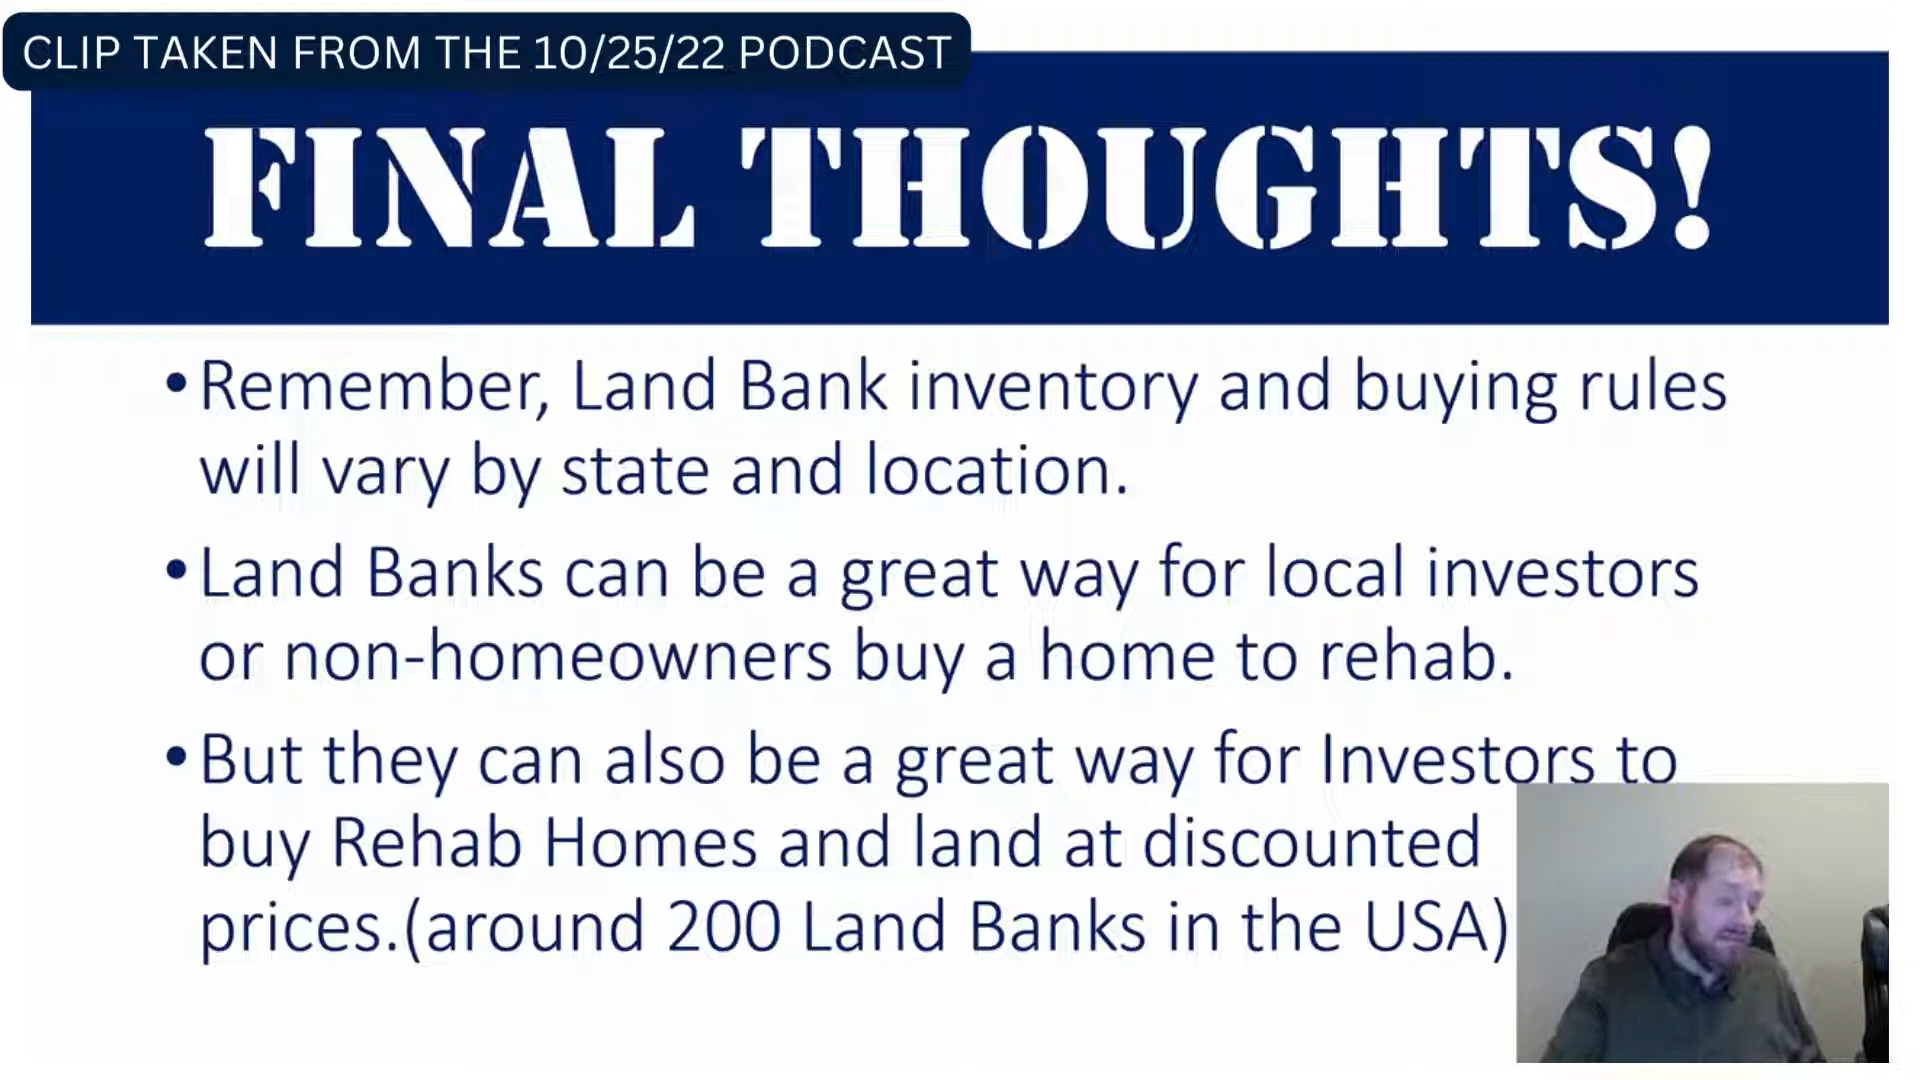 CLIP TAKEN FROM THE 10/25/22 PODCAST
FINAL THOUGHTS!
•Remember, Land Bank inventory and buying rules
will vary by state and location.
•Land Banks can be a great way for local investors
or non-homeowners buy a home to rehab.
•But they can also be a great way for Investors to
buy Rehab Homes and land at discounted
prices.(around 200 Land Banks in the USA)